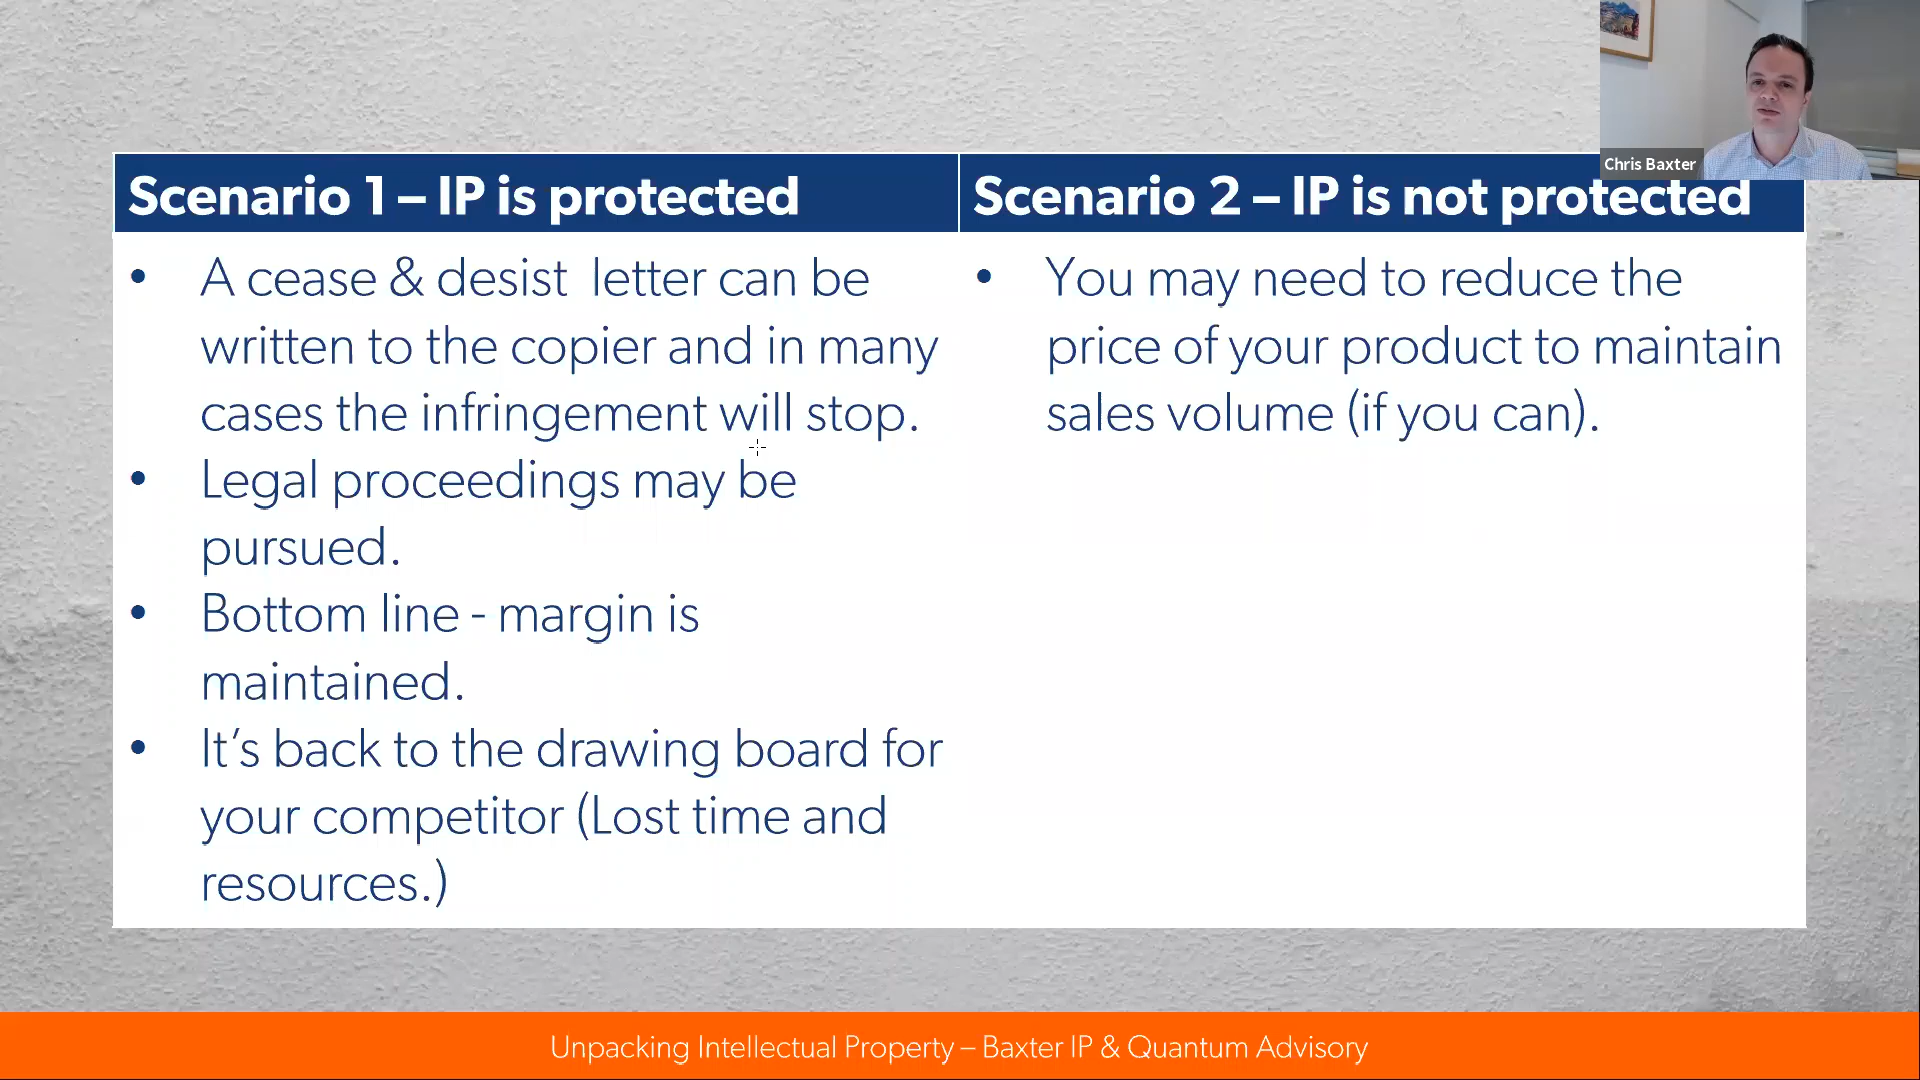 Chris Baxter
Scenario 1 – IP is protected
Scenario 2 – IP is not protected
• A cease & desist  letter can be
written to the copier and in many
cases the infringement will stop.
• Legal proceedings may be
pursued.
• Bottom line - margin is
maintained.
• It’s back to the drawing board for
your competitor (Lost time and
resources.)
• You may need to reduce the
price of your product to maintain
sales volume (if you can).
Unpacking Intellectual Property – Baxter IP & Quantum Advisory